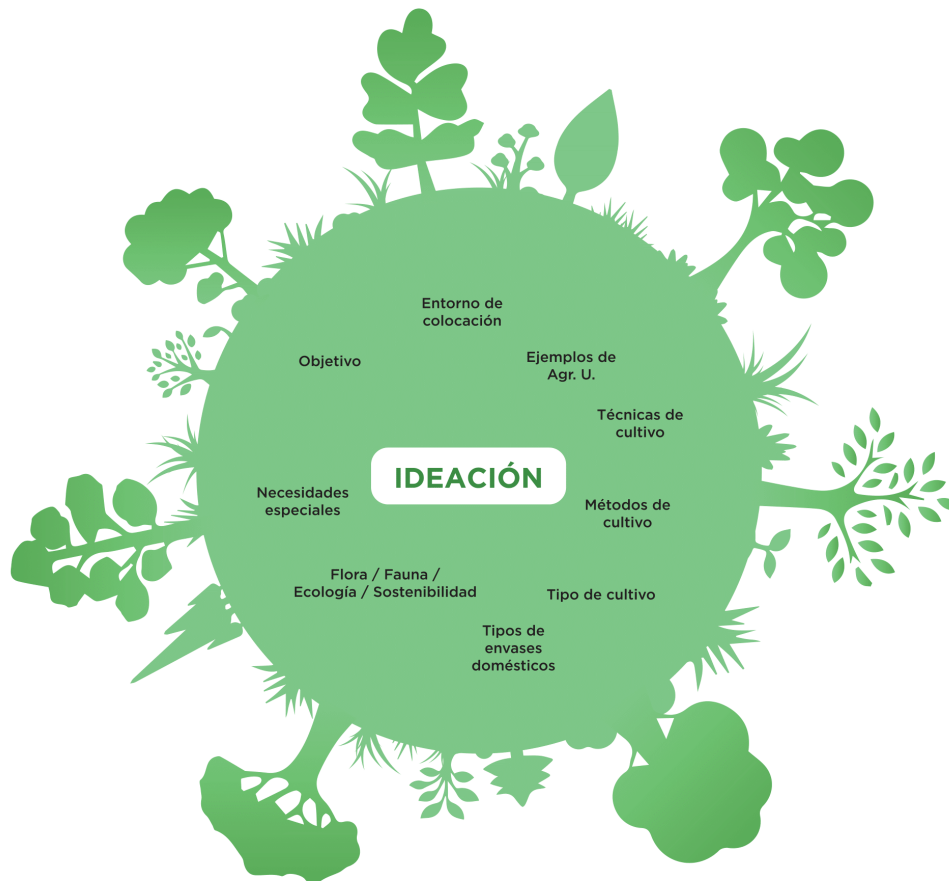 Entorno de
colocación
Objetivo
Ejemplos de
Agr. U.
Técnicas de
cultivo
IDEACIÓN
Necesidades
especiales
Métodos de
cultivo
Flora / Fauna /
Ecología / Sostenibilidad
Tipo de cultivo
Tipos de
envases
domésticos